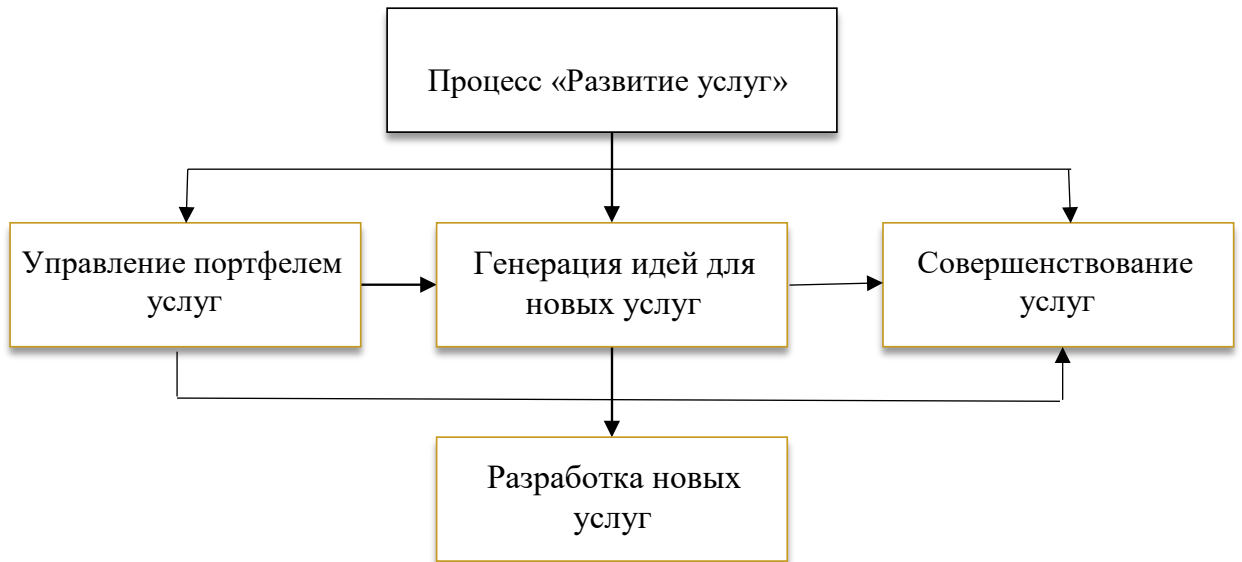 Процесс «Развитие услуг»
Управление портфелем
услуг
Генерация идей для
новых услуг
Совершенствование
услуг
Разработка новых
услуг